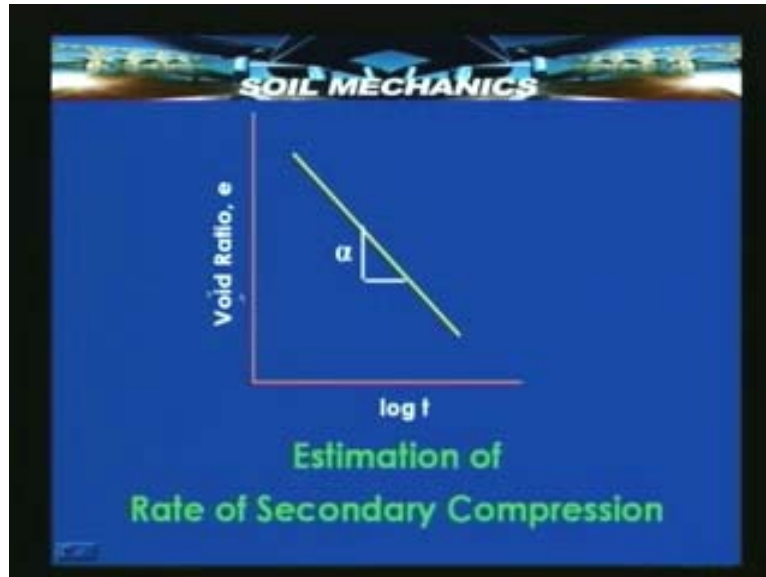 SOIL MECHANICS
Void Ratio, e
α
log t
Estimation of
Rate of Secondary Compression